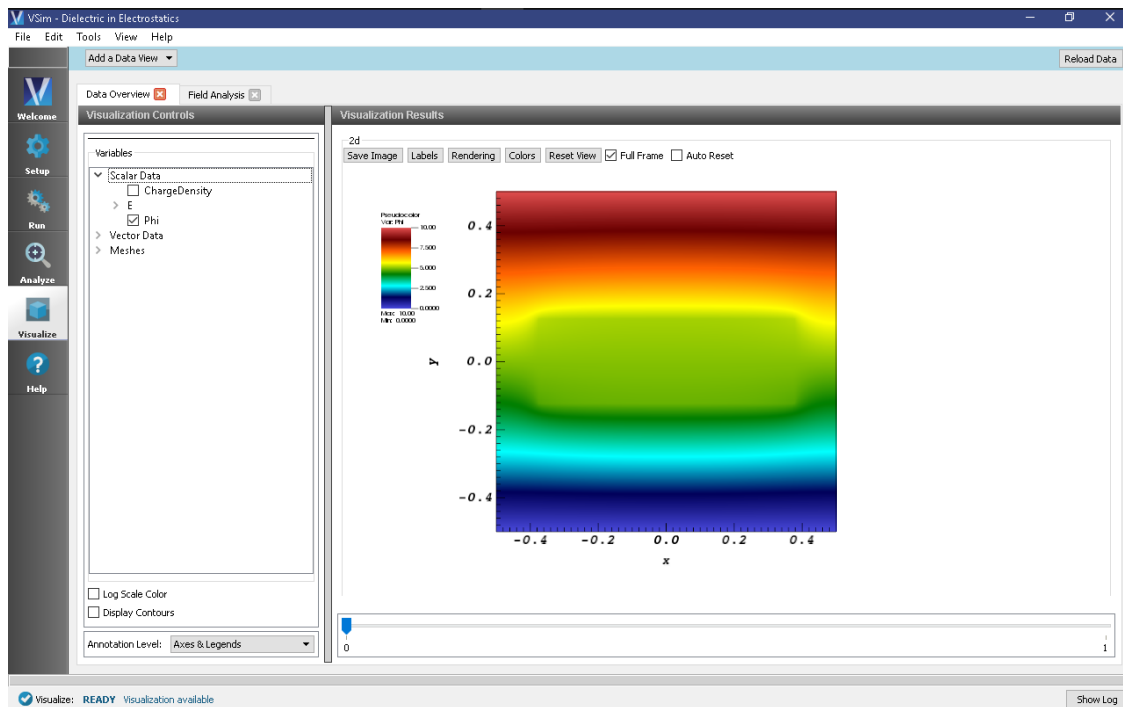 VSim - Dielectric in Electrostatics
File Edit Tools View Help
Add a Data View
Reload Data
Welcome
Setup
Run
Analyze
Visualize
Help
Data Overview
Field Analysis
Visualization Controls
Variables
Scalar Data
ChargeDensity
E
Phi
Vector Data
Meshes
Log Scale Color
Display Contours
Annotation Level: Axes & Legends
Visualization Results
2d
Save Image Labels Rendering Colors Reset View Full Frame Auto Reset
Pseudocolor
Var: Phi
10.00
7.500
5.000
2.500
0.0000
Max: 10.00
Min: 0.0000
0.4
0.2
0.0
-0.2
-0.4
y
-0.4 -0.2 0.0 0.2 0.4
x
0 1
Visualize: READY Visualization available
Show Log